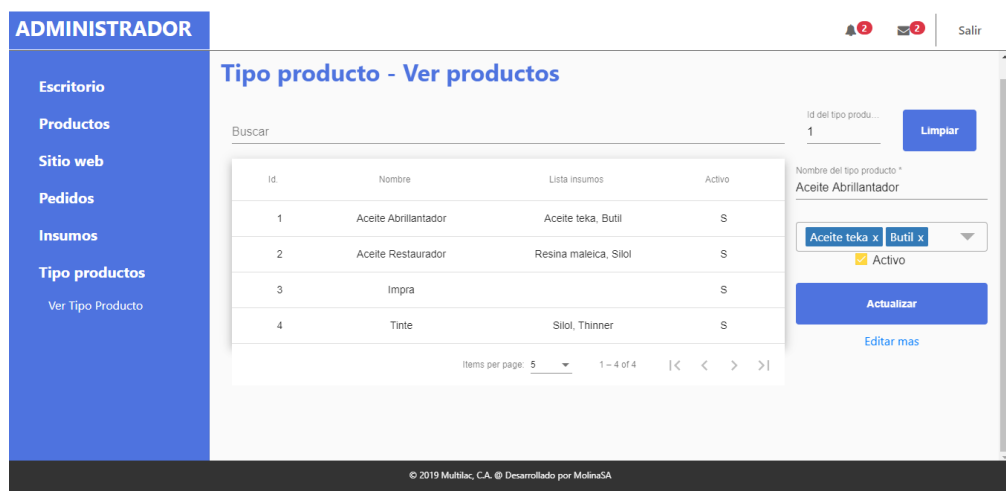 ADMINISTRADOR
2
2
Salir
Escritorio
Productos
Sitio web
Pedidos
Insumos
Tipo productos
Ver Tipo Producto
Tipo producto - Ver productos
Buscar
Id. Nombre Lista insumos Activo
1 Aceite Abrillantador Aceite teka, Butil S
2 Aceite Restaurador Resina maleica, Silol S
3 Impra S
4 Tinte Silol, Thinner S
Items per page: 5 1 – 4 of 4
Id del tipo produ...
1
Limpiar
Nombre del tipo producto *
Aceite Abrillantador
Aceite teka x Butil x
Activo
Actualizar
Editar mas
© 2019 Multilac, C.A. @ Desarrollado por MolinaSA